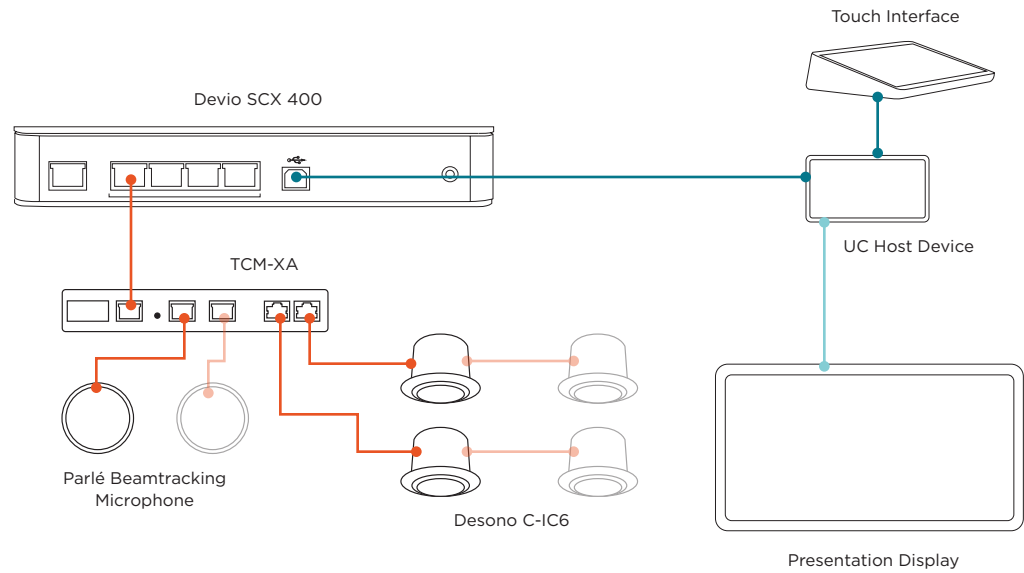 Touch Interface
Devio SCX 400
UC Host Device
TCM-XA
Parlé Beamtracking
Microphone
Desono C-IC6
Presentation Display